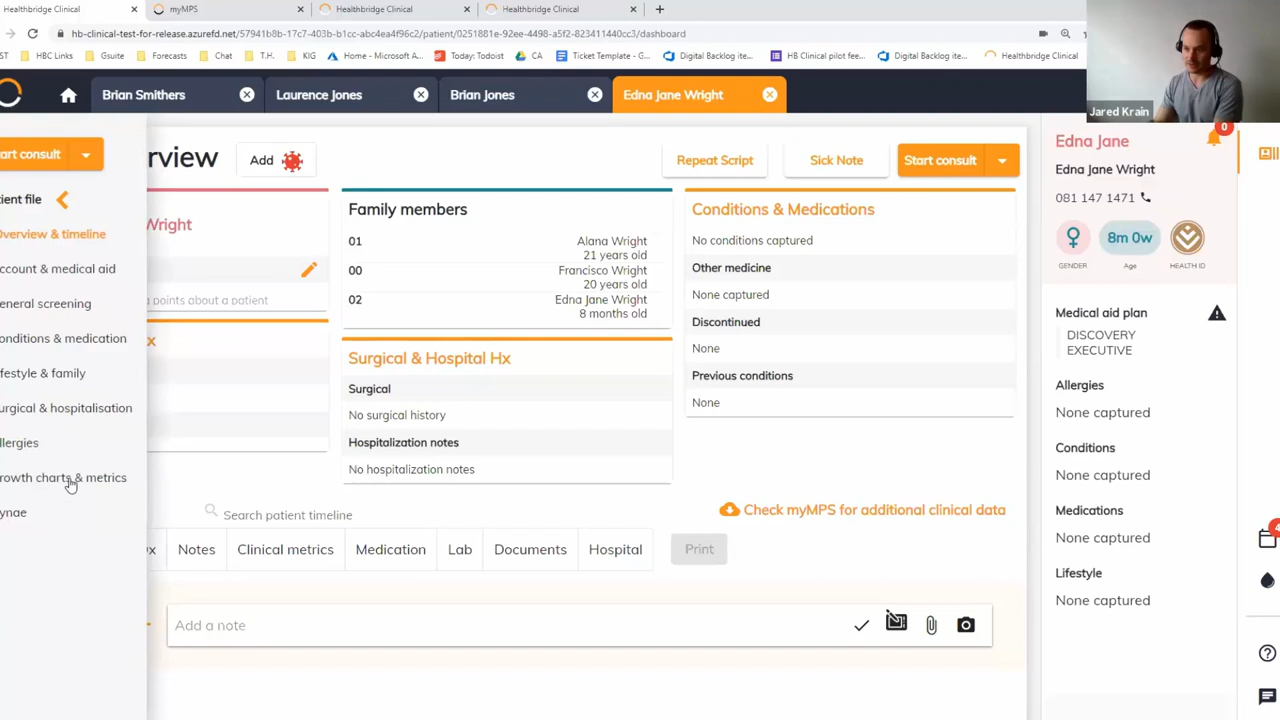 Healthbridge Clinical
myMPS
Healthbridge Clinical
Healthbridge Clinical
hb-clinical-test-for-release.azurefd.net/57941b8b-17c7-403b-b1cc-abc4ea4f96c2/patient/0251881e-92ee-4498-a5f2-823411440cc3/dashboard
ST
HBC Links
Gsuite
Forecasts
Chat
T.H.
KIG
Home - Microsoft A...
Today: Todoist
CA
Ticket Template - G...
Digital Backlog ite...
HB Clinical pilot fee...
Digital Backlog ite...
Healthbridge Clinic...
Brian Smithers
Laurence Jones
Brian Jones
Edna Jane Wright
Jared Krain
tart consult
tient file
Overview & timeline
ccount & medical aid
eneral screening
onditions & medication
ifestyle & family
urgical & hospitalisation
llergies
rowth charts & metrics
ynae
rview
Add
Repeat Script
Sick Note
Start consult
Wright
points about a patient
x
Family members
01 Alana Wright
21 years old
00 Francisco Wright
20 years old
02 Edna Jane Wright
8 months old
Surgical & Hospital Hx
Surgical
No surgical history
Hospitalization notes
No hospitalization notes
Conditions & Medications
No conditions captured
Other medicine
None captured
Discontinued
None
Previous conditions
None
Search patient timeline
Check myMPS for additional clinical data
x
Notes
Clinical metrics
Medication
Lab
Documents
Hospital
Print
Add a note
Edna Jane
0
Edna Jane Wright
081 147 1471
8m 0w
GENDER
Age
HEALTH ID
Medical aid plan
DISCOVERY
EXECUTIVE
Allergies
None captured
Conditions
None captured
Medications
None captured
Lifestyle
None captured
4